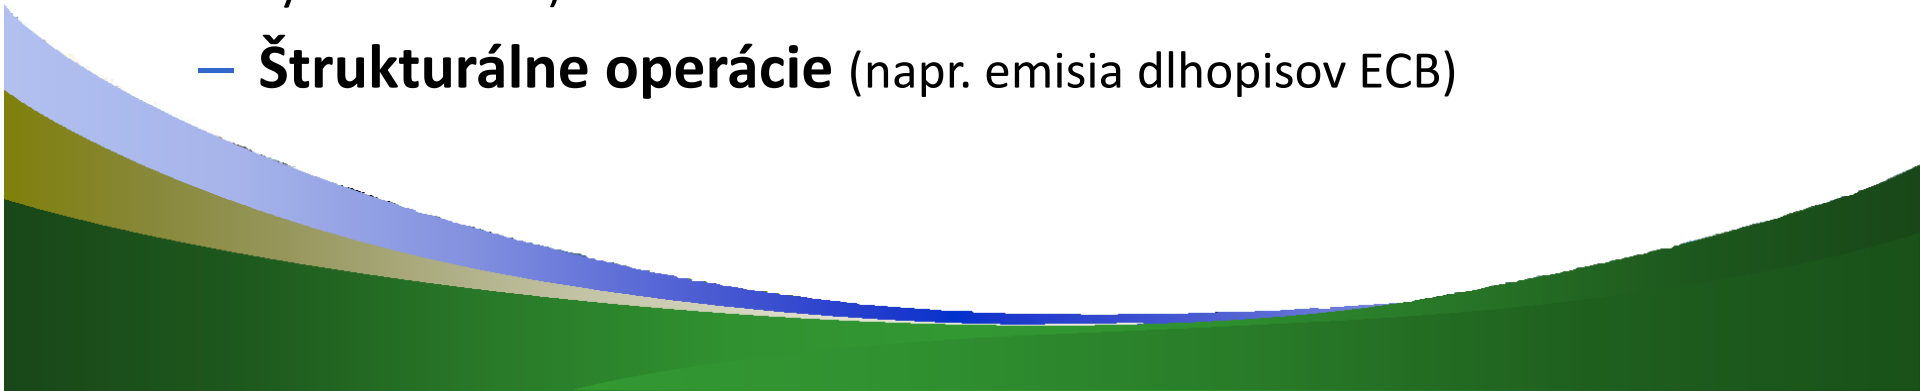 – Štrukturálne operácie (napr. emisia dlhopisov ECB)